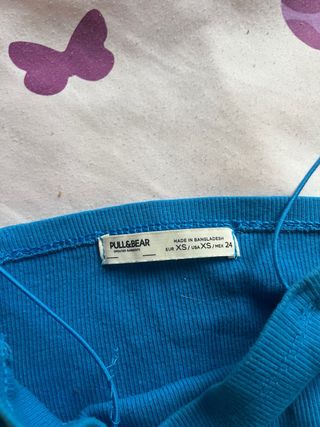 PULL&BEAR
MADE IN BANGLADESH
EUR XS / USA XS / MEX 24